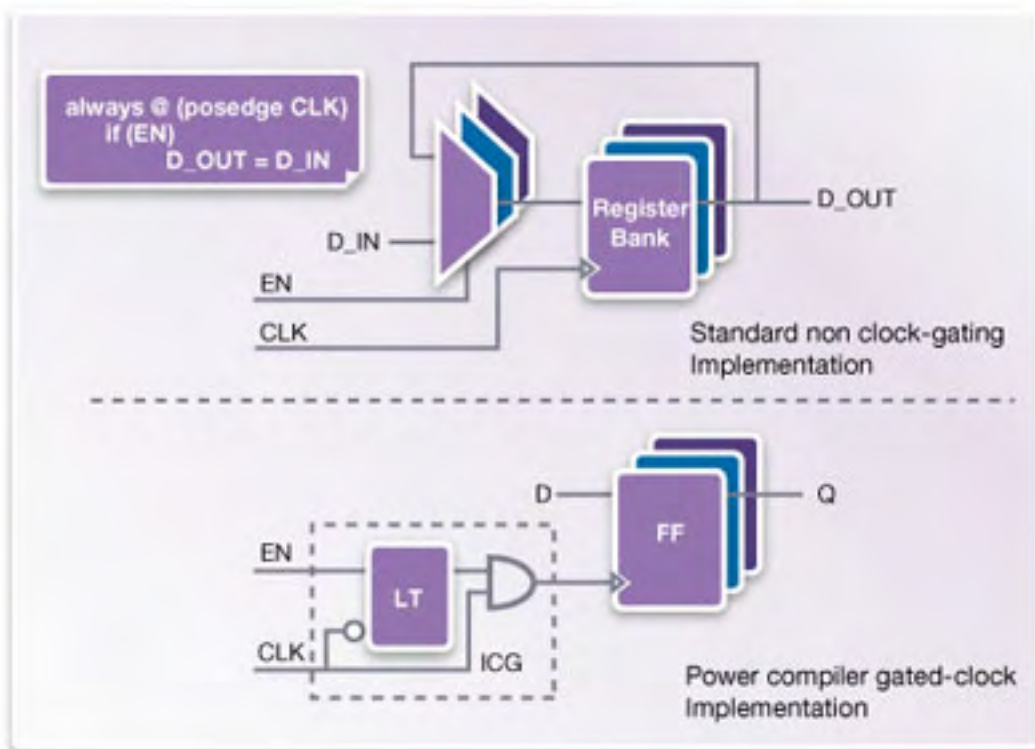 always @ (posedge CLK)
if (EN)
D_OUT = D_IN
Register
Bank
D_OUT
D_IN
EN
CLK
Standard non clock-gating
Implementation
D
Q
FF
EN
LT
CLK
ICG
Power compiler gated-clock
Implementation